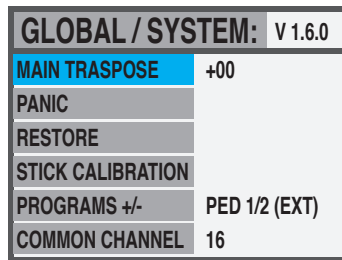 GLOBAL / SYSTEM: V 1.6.0
MAIN TRASPOSE +00
PANIC
RESTORE
STICK CALIBRATION
PROGRAMS +/- PED 1/2 (EXT)
COMMON CHANNEL 16